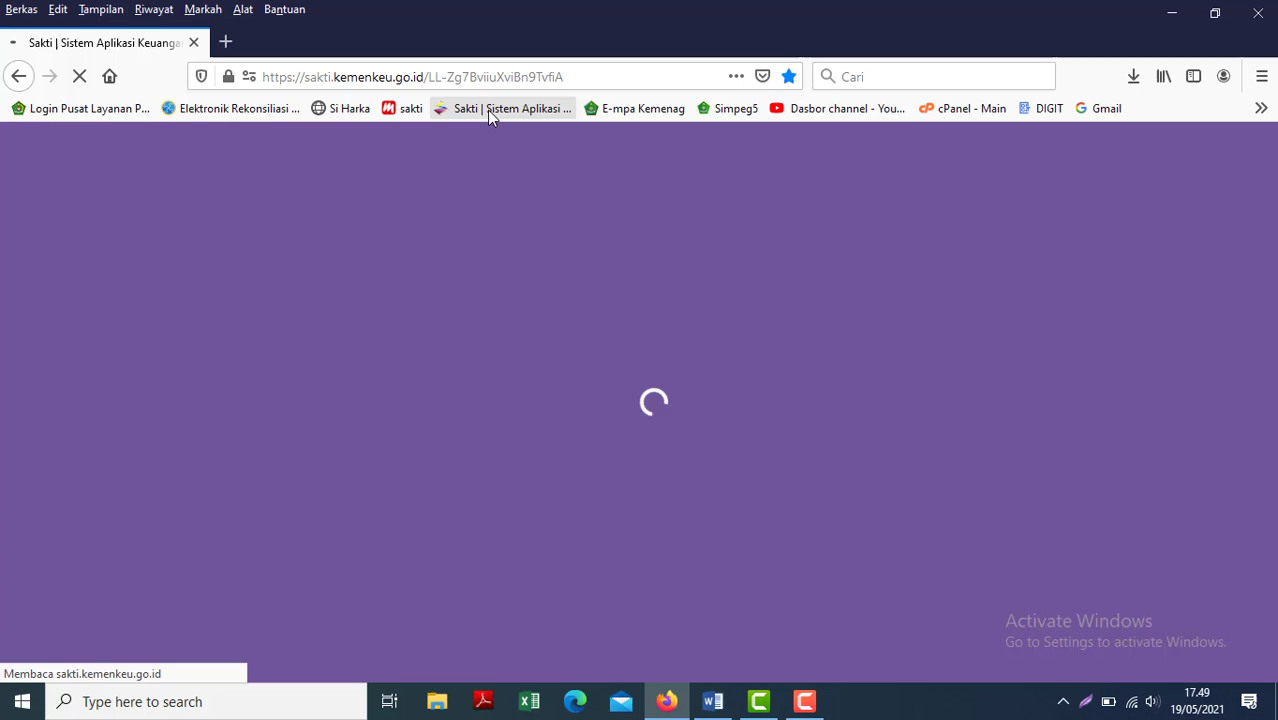 Berkas Edit Tampilan Riwayat Markah Alat Bantuan
Sakti | Sistem Aplikasi Keuangan
https://sakti.kemenkeu.go.id/LL-Zg7BviiuXviBn9TvfiA
Cari
Login Pusat Layanan P... Elektronik Rekonsiliasi ... Si Harka sakti Sakti | Sistem Aplikasi ... E-mpa Kemenag Simpeg5 Dasbor channel - You... cPanel - Main DIGIT Gmail
Activate Windows
Go to Settings to activate Windows.
Membaca sakti.kemenkeu.go.id
Type here to search
17.49
19/05/2021